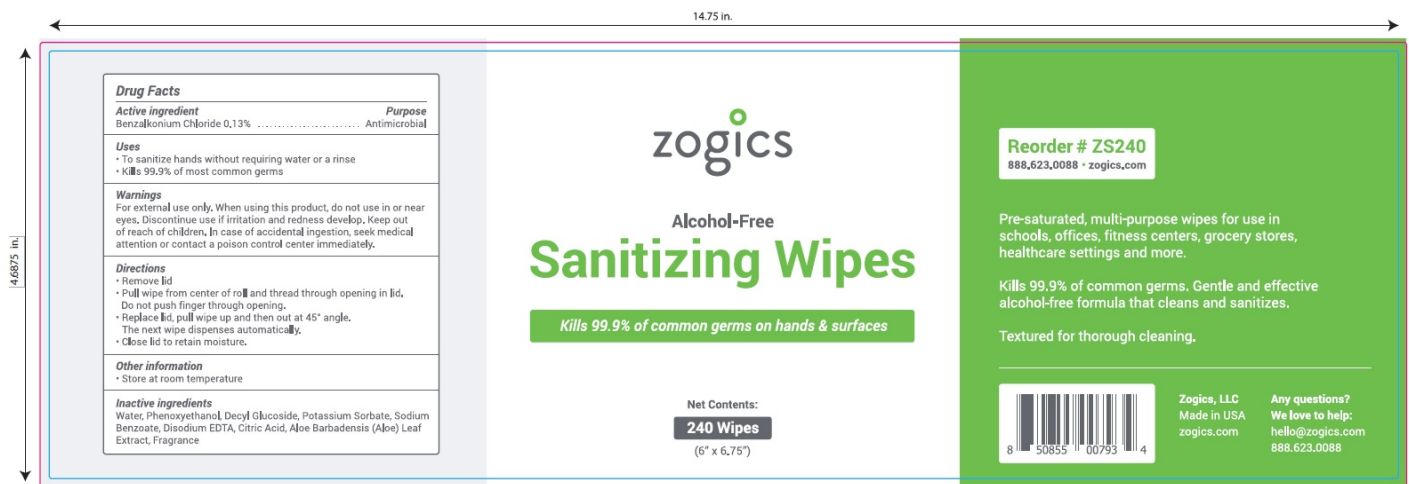 14.75 in.
4.6875 in.
Drug Facts
Active ingredient Purpose
Benzalkonium Chloride 0.13% ........................ Antimicrobial
Uses
• To sanitize hands without requiring water or a rinse
• Kills 99.9% of most common germs
Warnings
For external use only. When using this product, do not use in or near
eyes. Discontinue use if irritation and redness develop. Keep out
of reach of children. In case of accidental ingestion, seek medical
attention or contact a poison control center immediately.
Directions
• Remove lid
• Pull wipe from center of roll and thread through opening in lid.
Do not push finger through opening.
• Replace lid, pull wipe up and then out at 45° angle.
The next wipe dispenses automatically.
• Close lid to retain moisture.
Other information
• Store at room temperature
Inactive ingredients
Water, Phenoxyethanol, Decyl Glucoside, Potassium Sorbate, Sodium
Benzoate, Disodium EDTA, Citric Acid, Aloe Barbadensis (Aloe) Leaf
Extract, Fragrance
zogics
Alcohol-Free
Sanitizing Wipes
Kills 99.9% of common germs on hands & surfaces
Net Contents:
240 Wipes
(6" x 6.75")
Reorder # ZS240
888.623.0088 • zogics.com
Pre-saturated, multi-purpose wipes for use in
schools, offices, fitness centers, grocery stores,
healthcare settings and more.
Kills 99.9% of common germs. Gentle and effective
alcohol-free formula that cleans and sanitizes.
Textured for thorough cleaning.
8 50855 00793 4
Zogics, LLC
Made in USA
zogics.com
Any questions?
We love to help:
hello@zogics.com
888.623.0088